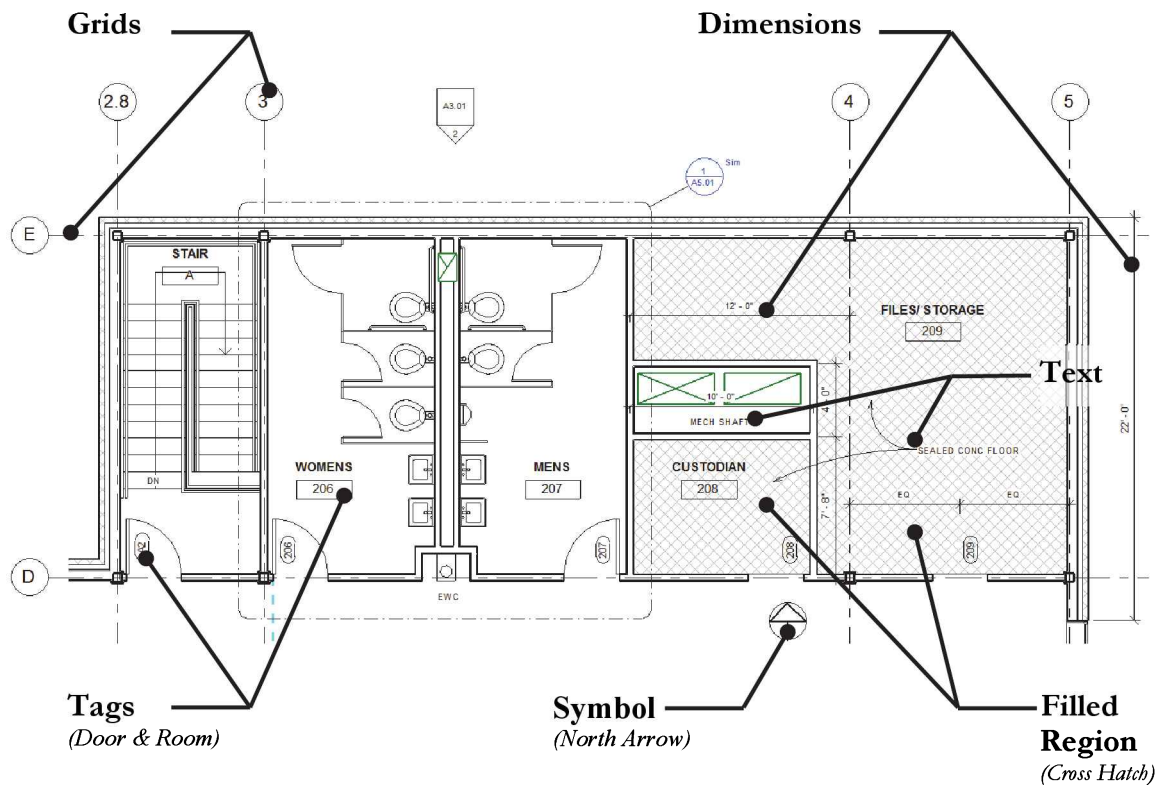 Grids
Dimensions
2.8
3
A3.01
2
4
5
1
A5.01
Sim
E
STAIR
A
12' - 0"
FILES/ STORAGE
209
Text
10' - 0"
MECH SHAFT
4' - 0"
22' - 0"
SEALED CONC FLOOR
WOMENS
206
MENS
207
CUSTODIAN
208
DN
EQ
EQ
7' - 8"
206
207
208
209
D
EWC
Tags
(Door & Room)
Symbol
(North Arrow)
Filled
Region
(Cross Hatch)